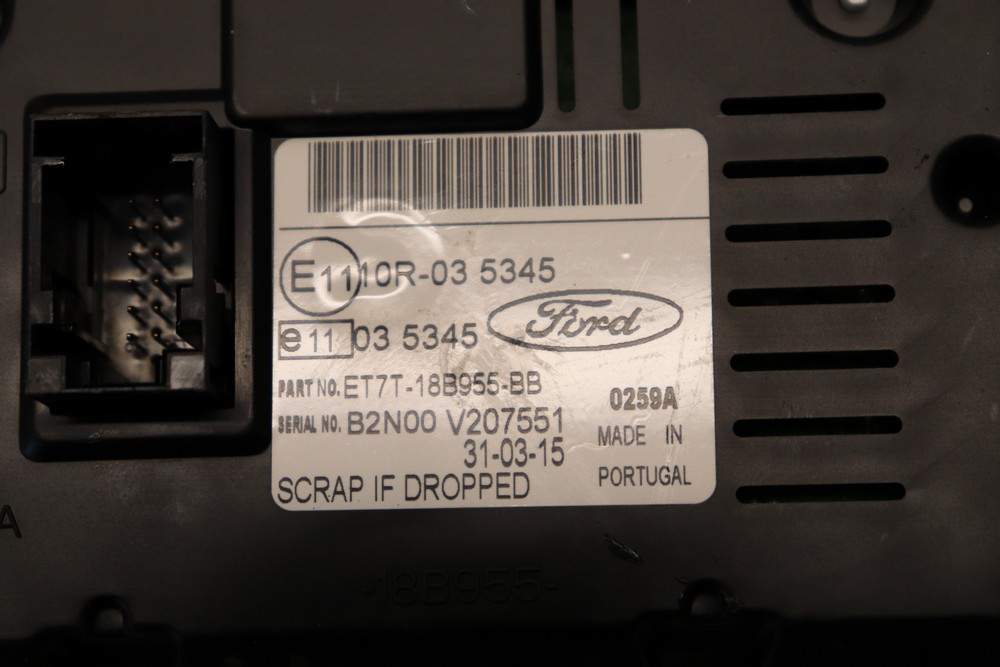 E11 10R-03 5345
e11 03 5345
Ford
PART NO. ET7T-18B955-BB
0259A
SERIAL NO. B2N00 V207551
31-03-15
MADE IN
PORTUGAL
SCRAP IF DROPPED
A
-18B955-